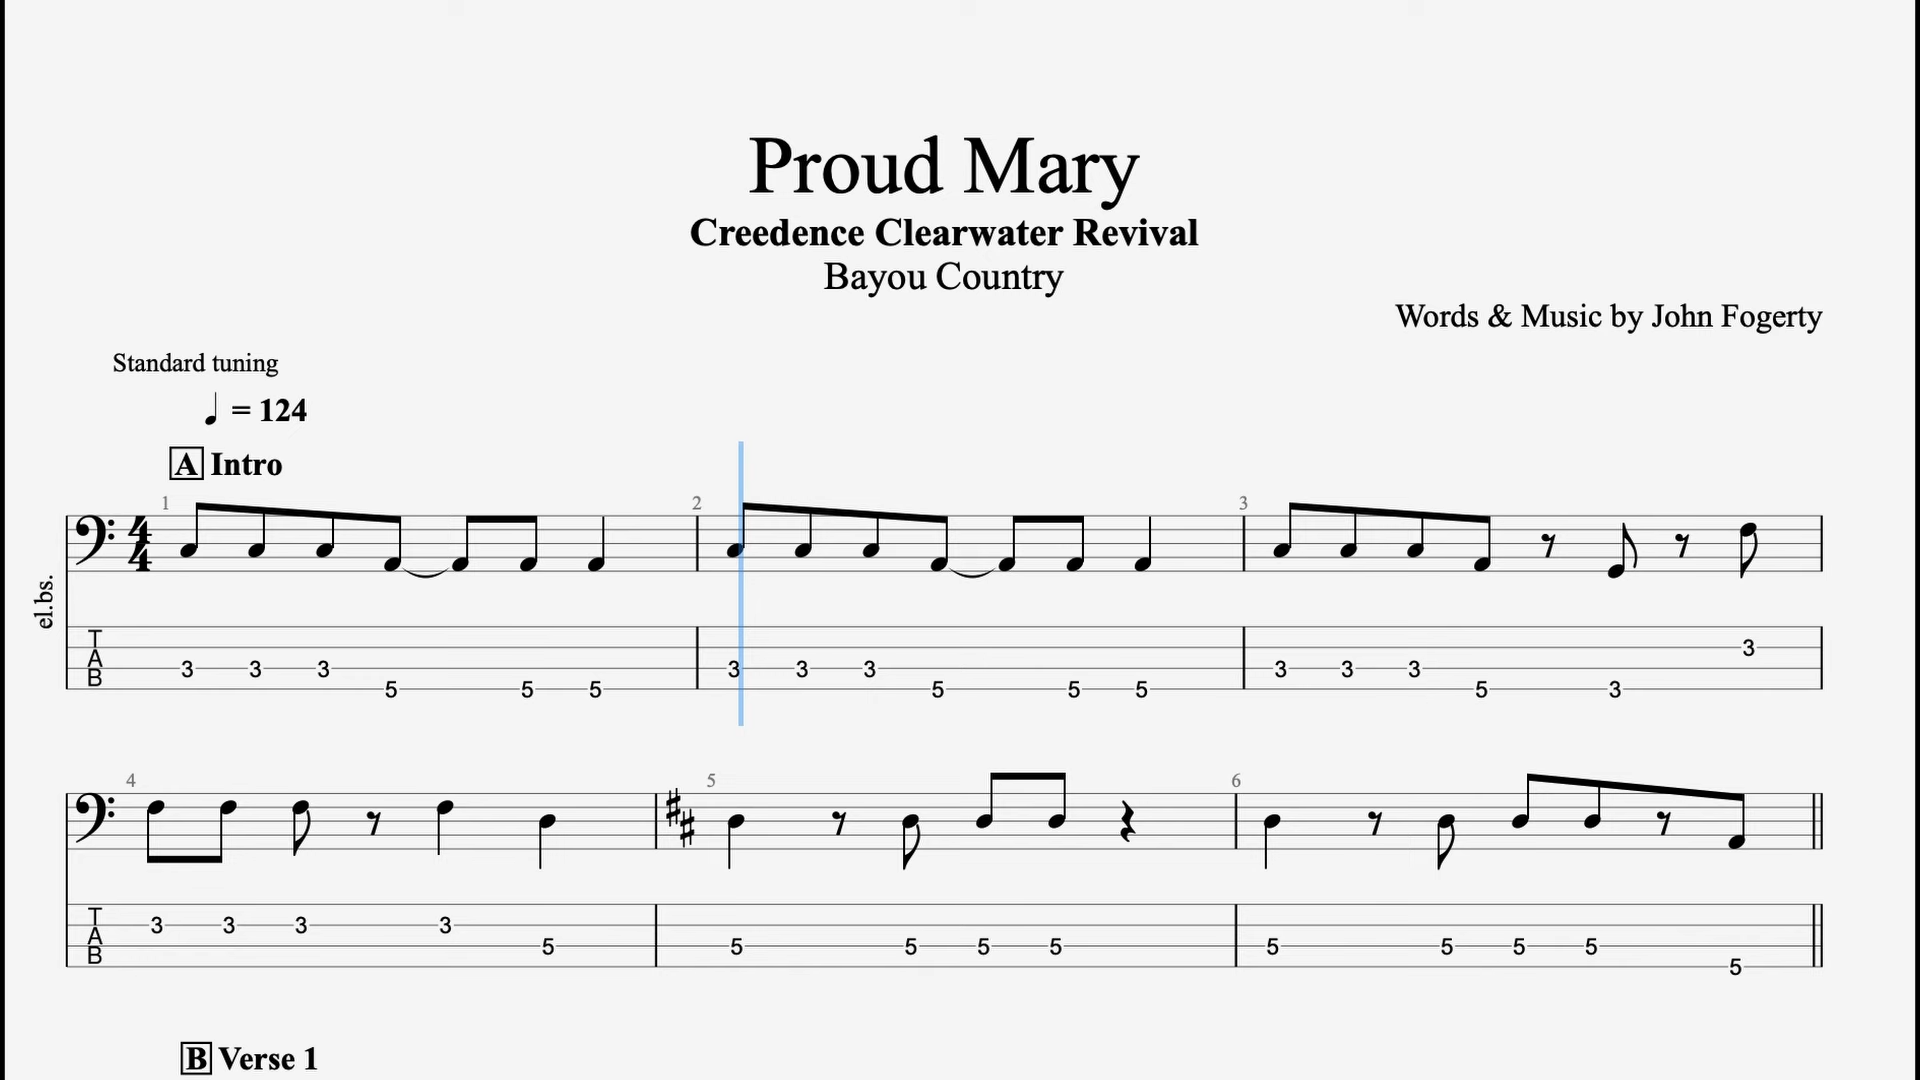 Proud Mary
Creedence Clearwater Revival
Bayou Country
Words & Music by John Fogerty
Standard tuning
♩ = 124
A Intro
1 2 3
4 4
el.bs.
T A B
3 3 3 5 5 5 3 3 3 5 5 5 3 3 3 5 3 3
4 5 6
T A B
3 3 3 3 5 5 5 5 5 5 5 5 5 5
B Verse 1